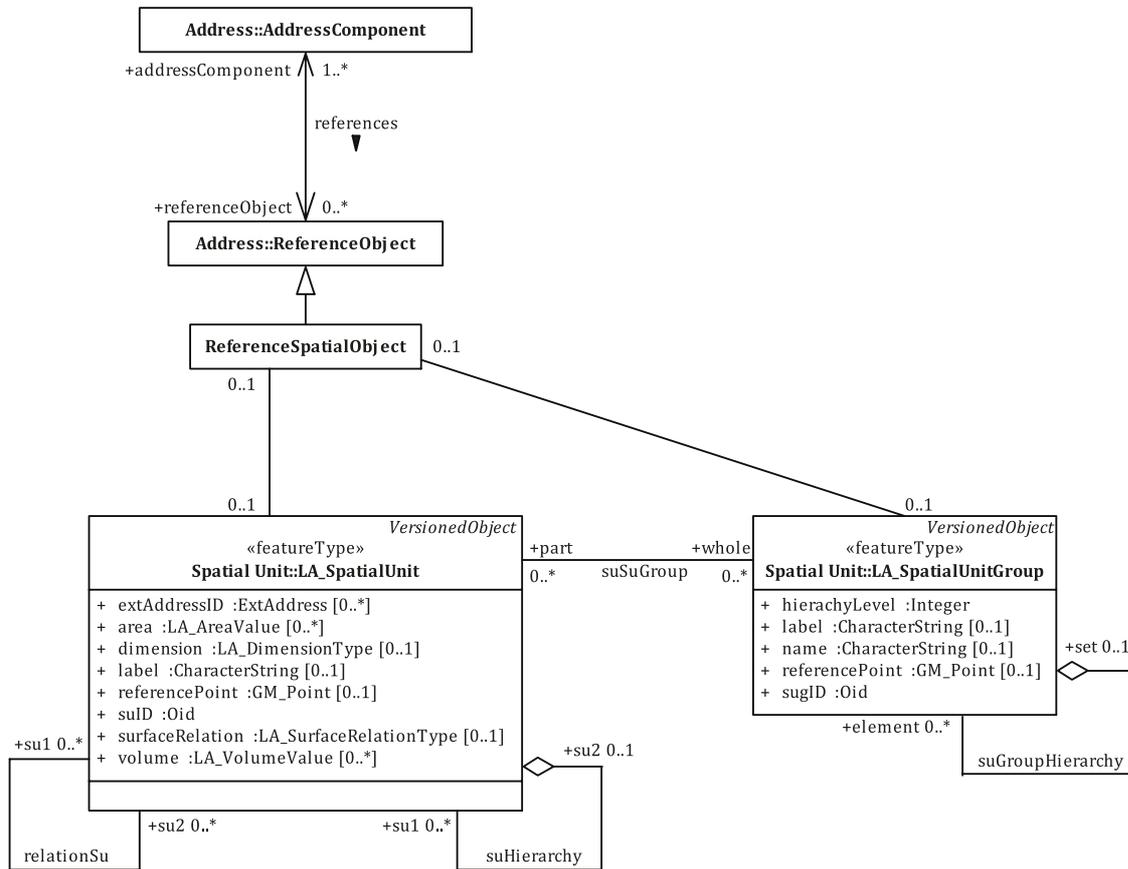 Address::AddressComponent
+addressComponent 1..*
references
+referenceObject 0..*
Address::ReferenceObject
ReferenceSpatialObject
0..1
0..1
0..1
0..1
VersionedObject
«featureType»
Spatial Unit::LA_SpatialUnit
+ extAddressID :ExtAddress [0..*]
+ area :LA_AreaValue [0..*]
+ dimension :LA_DimensionType [0..1]
+ label :CharacterString [0..1]
+ referencePoint :GM_Point [0..1]
+ suID :Oid
+ surfaceRelation :LA_SurfaceRelationType [0..1]
+ volume :LA_VolumeValue [0..*]
+part +whole
0..* suSuGroup 0..*
VersionedObject
«featureType»
Spatial Unit::LA_SpatialUnitGroup
+ hierachyLevel :Integer
+ label :CharacterString [0..1]
+ name :CharacterString [0..1]
+ referencePoint :GM_Point [0..1]
+ sugID :Oid
+set 0..1
+element 0..*
suGroupHierarchy
+su1 0..*
+su2 0..*
relationSu
+su2 0..1
+su1 0..*
suHierarchy